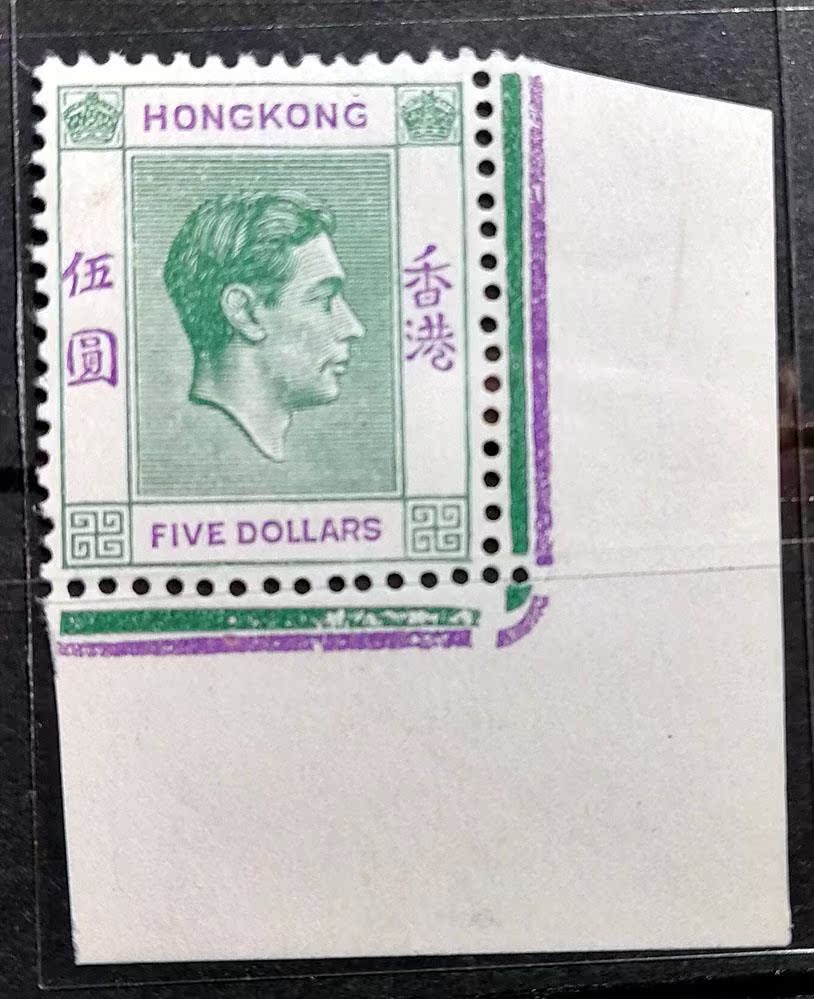 HONGKONG
伍圓
香港
FIVE DOLLARS